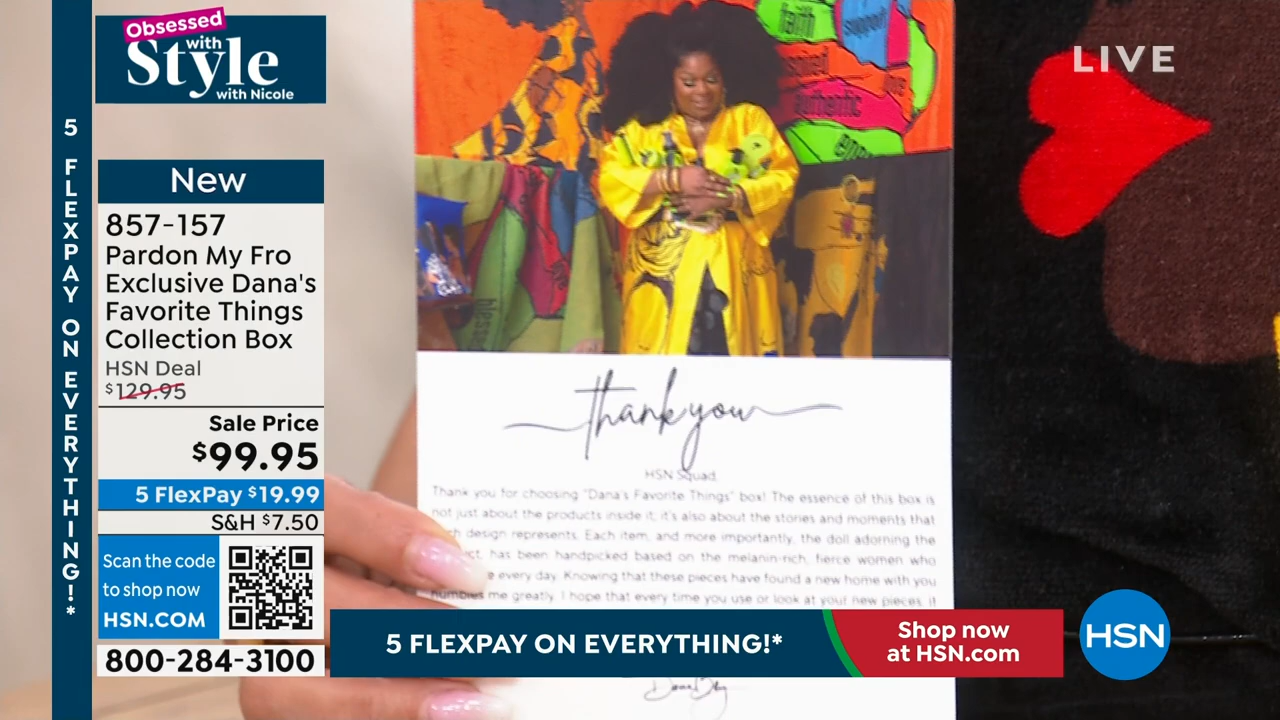 Obsessed
with
Style
with Nicole
5 FLEXPAY ON EVERYTHING!*
New
857-157
Pardon My Fro
Exclusive Dana's
Favorite Things
Collection Box
HSN Deal
$129.95
Sale Price
$99.95
5 FlexPay $19.99
S&H $7.50
Scan the code
to shop now
HSN.COM
800-284-3100
LIVE
faith
support
authentic
thank you
HSN Squad,
Thank you for choosing "Dana's Favorite Things" box! The essence of this box is
not just about the products inside it; it's also about the stories and moments that
design represents. Each item, and more importantly, the doll adorning the
has been handpicked based on the melanin-rich, fierce women who
every day. Knowing that these pieces have found a new home with you
humbles me greatly. I hope that every time you use or look at your new pieces, it
5 FLEXPAY ON EVERYTHING!*
Shop now
at HSN.com
HSN